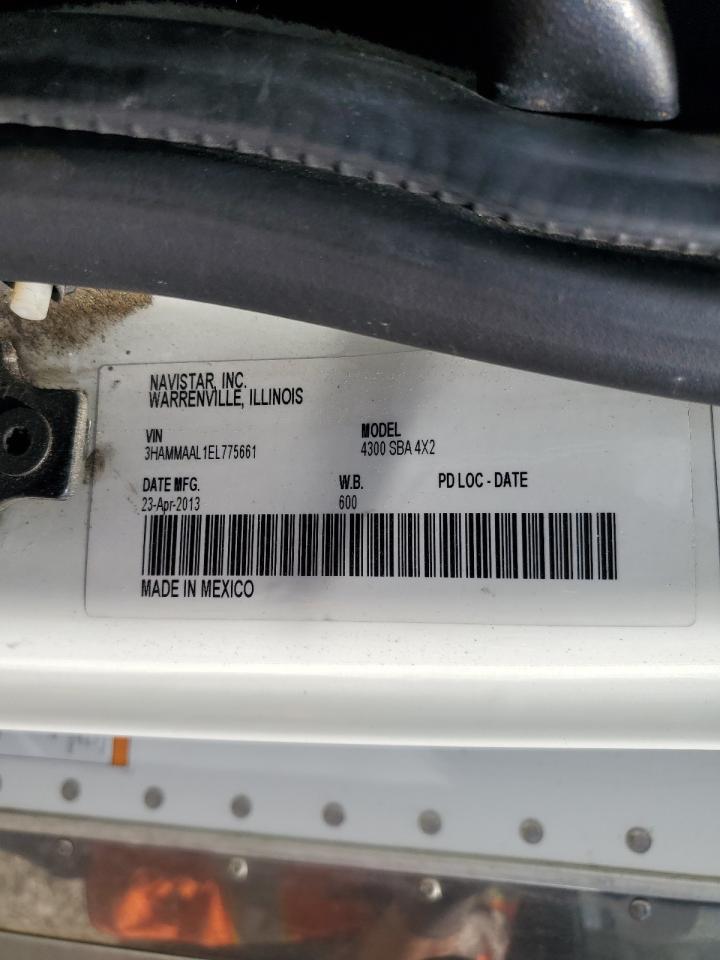 NAVISTAR, INC.
WARRENVILLE, ILLINOIS
VIN MODEL
3HAMMAAL1EL775661 4300 SBA 4X2
DATE MFG. W.B. PD LOC - DATE
23-Apr-2013 600
MADE IN MEXICO